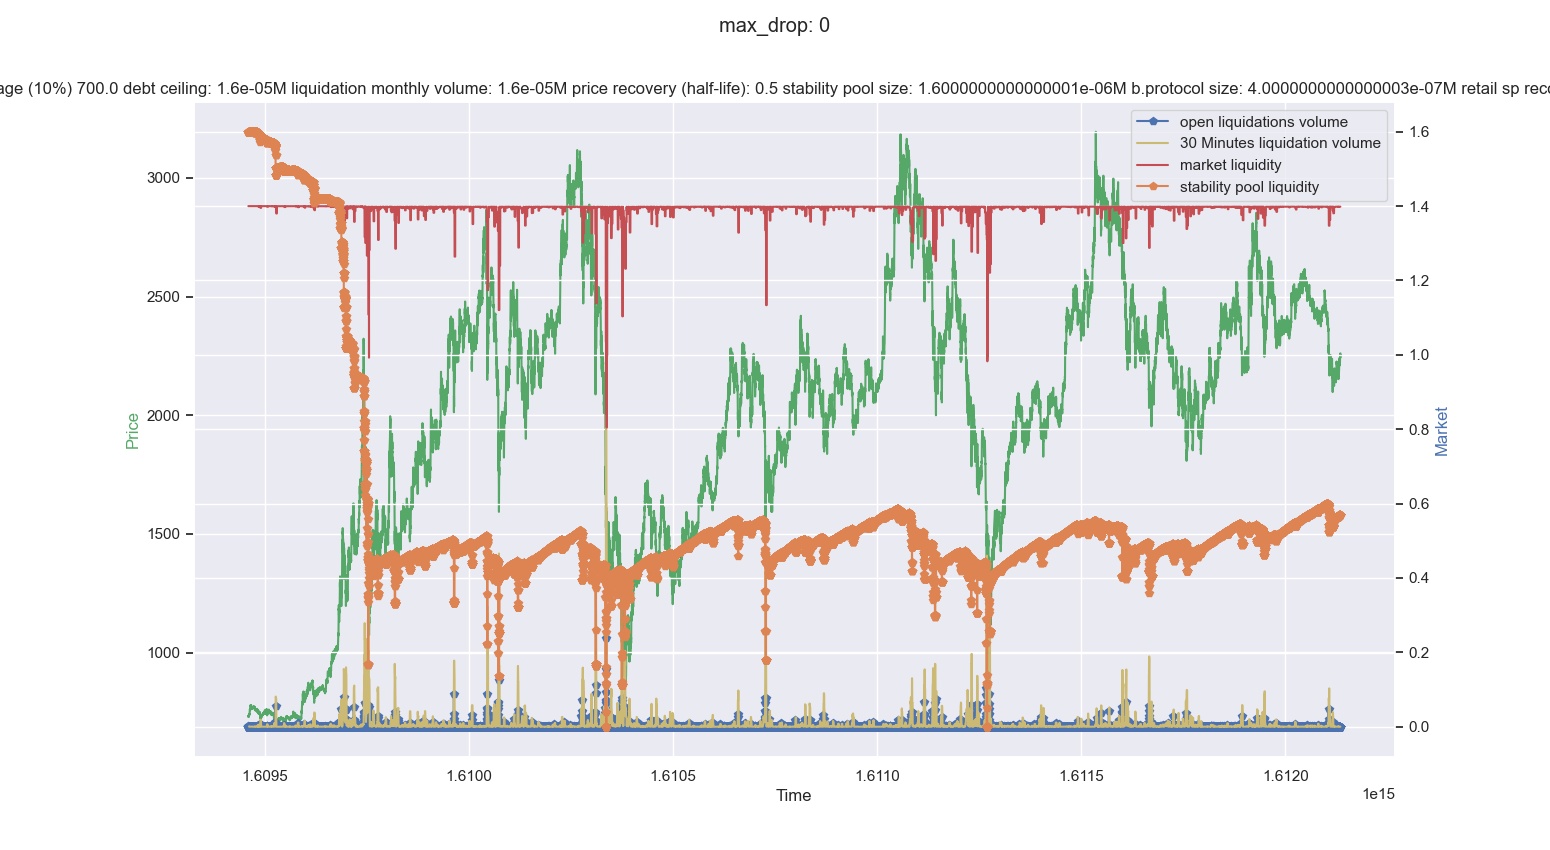 max_drop: 0
age (10%) 700.0 debt ceiling: 1.6e-05M liquidation monthly volume: 1.6e-05M price recovery (half-life): 0.5 stability pool size: 1.6000000000000001e-06M b.protocol size: 4.0000000000000003e-07M retail sp reco
open liquidations volume
30 Minutes liquidation volume
market liquidity
stability pool liquidity
3000
2500
2000
1500
1000
Price
1.6
1.4
1.2
1.0
0.8
0.6
0.4
0.2
0.0
Market
1.6095 1.6100 1.6105 1.6110 1.6115 1.6120
Time
1e15